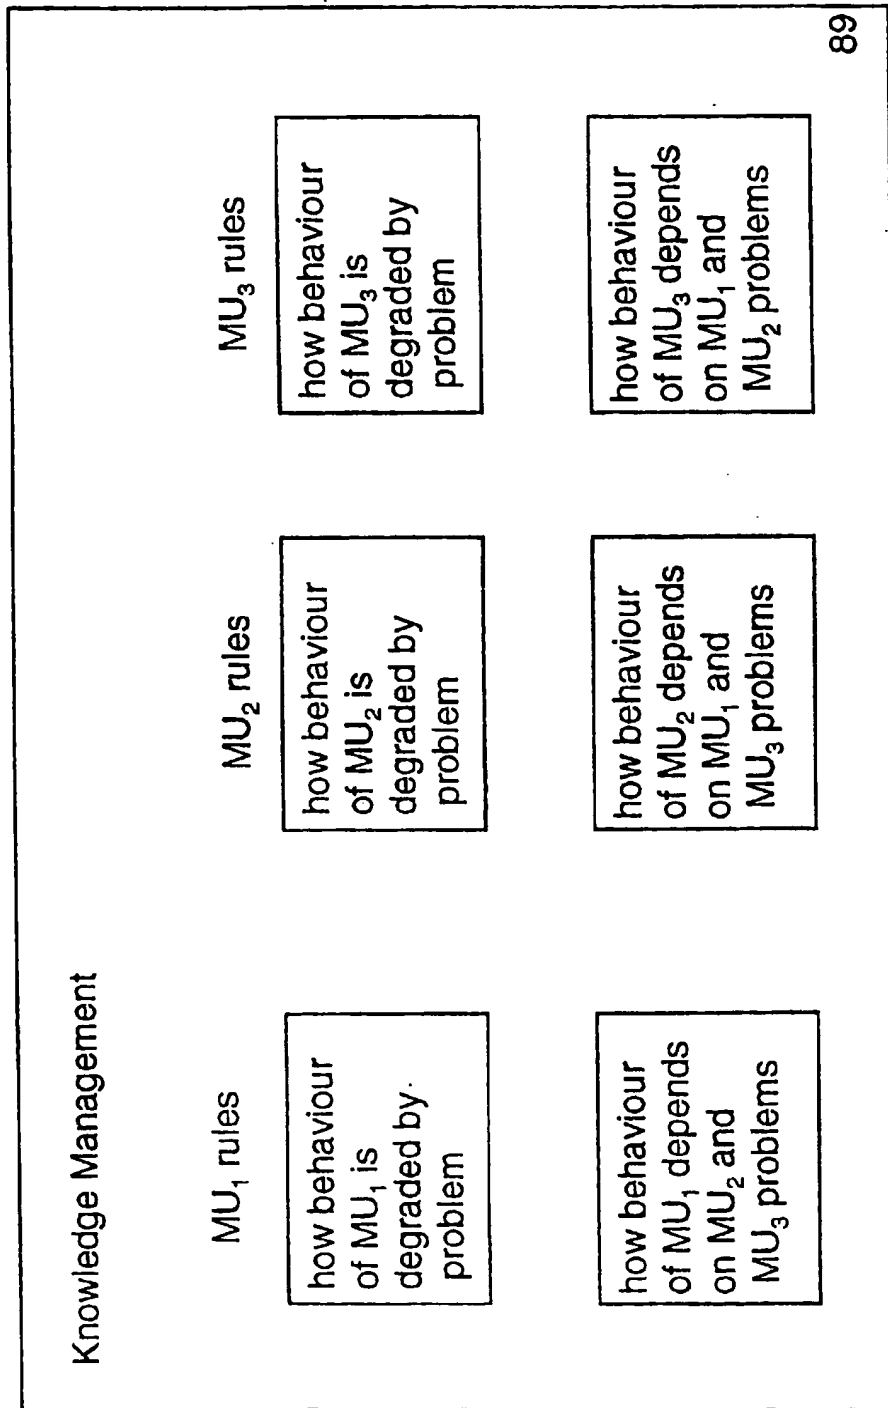 Knowledge Management
MU₁ rules
how behaviour
of MU₁ is
degraded by
problem
how behaviour
of MU₁ depends
on MU₂ and
MU₃ problems
MU₂ rules
how behaviour
of MU₂ is
degraded by
problem
how behaviour
of MU₂ depends
on MU₁ and
MU₃ problems
MU₃ rules
how behaviour
of MU₃ is
degraded by
problem
how behaviour
of MU₃ depends
on MU₁ and
MU₂ problems
89